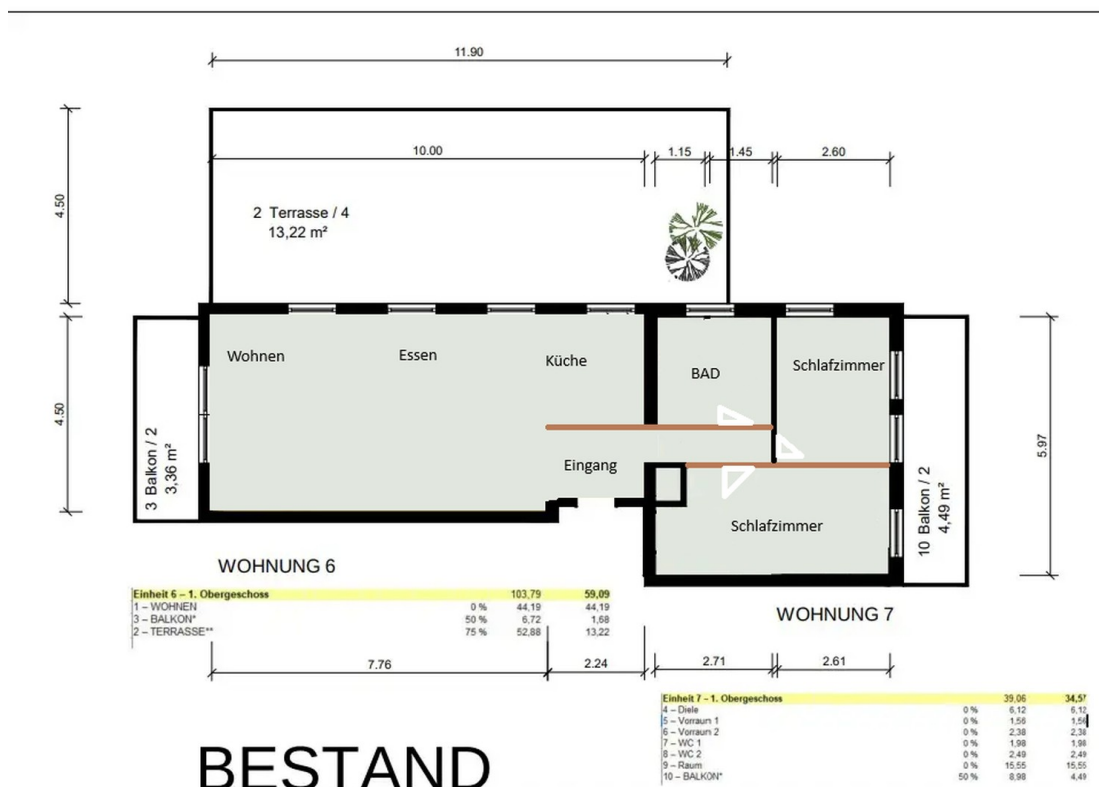 11.90
10.00
1.15
1.45
2.60
4.50
2 Terrasse / 4
13,22 m²
4.50
5.97
Wohnen
Essen
Küche
BAD
Schlafzimmer
Eingang
Schlafzimmer
3 Balkon / 2
3,36 m²
10 Balkon / 2
4,49 m²
WOHNUNG 6
Einheit 6 – 1. Obergeschoss 103,79 59,09
1 – WOHNEN 0 % 44,19 44,19
3 – BALKON* 50 % 6,72 1,68
2 – TERRASSE** 75 % 52,88 13,22
WOHNUNG 7
7.76
2.24
2.71
2.61
Einheit 7 – 1. Obergeschoss 39,06 34,57
4 – Diele 0 % 6,12 6,12
5 – Vorraum 1 0 % 1,56 1,56
6 – Vorraum 2 0 % 2,38 2,38
7 – WC 1 0 % 1,98 1,98
8 – WC 2 0 % 2,49 2,49
9 – Raum 0 % 15,55 15,55
10 – BALKON* 50 % 8,98 4,49
BESTAND